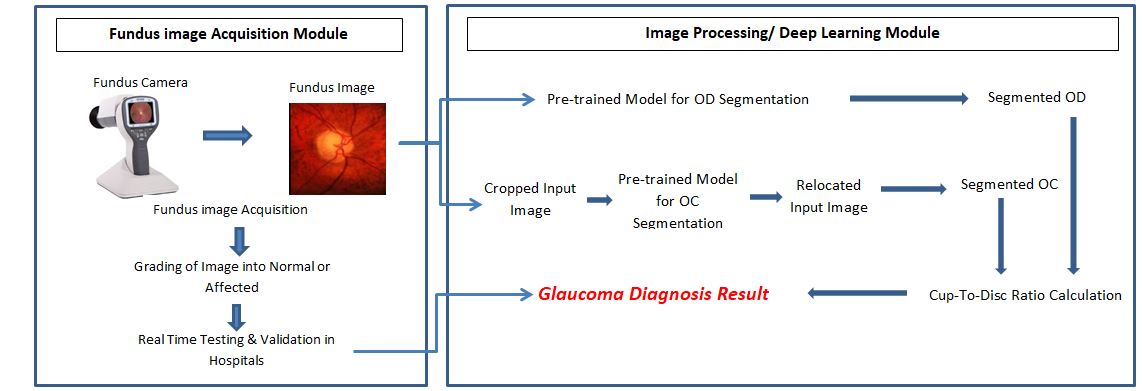 Fundus image Acquisition Module
Fundus Camera
Fundus Image
Fundus image Acquisition
Grading of Image into Normal or
Affected
Real Time Testing & Validation in
Hospitals
Image Processing/ Deep Learning Module
Pre-trained Model for OD Segmentation
Segmented OD
Cropped Input
Image
Pre-trained Model
for OC
Segmentation
Relocated
Input Image
Segmented OC
Glaucoma Diagnosis Result
Cup-To-Disc Ratio Calculation